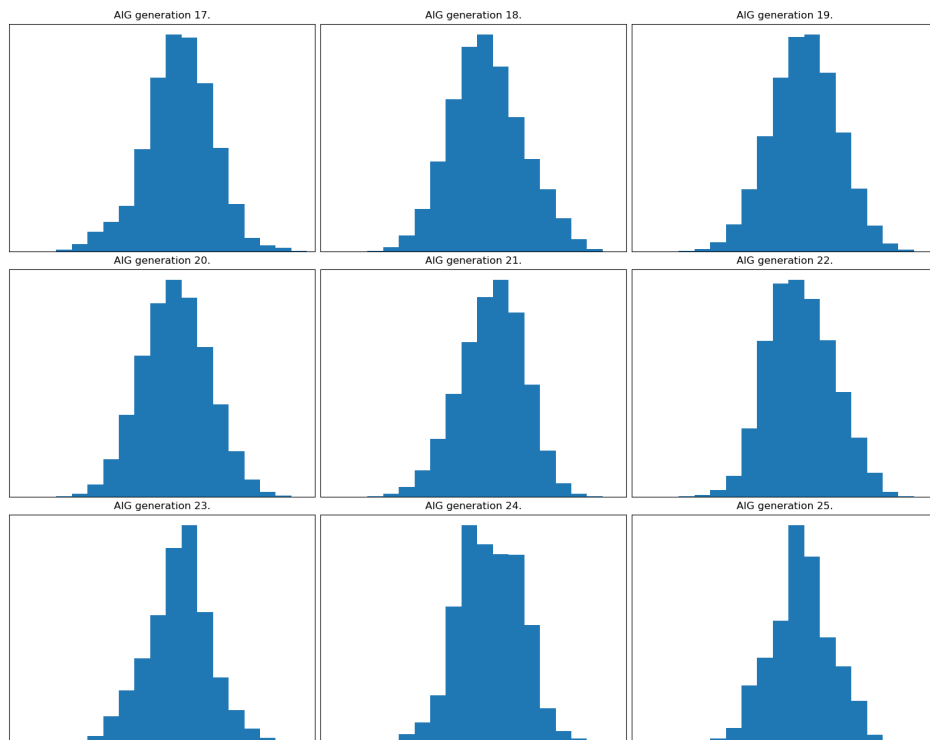 AIG generation 17.
AIG generation 18.
AIG generation 19.
AIG generation 20.
AIG generation 21.
AIG generation 22.
AIG generation 23.
AIG generation 24.
AIG generation 25.